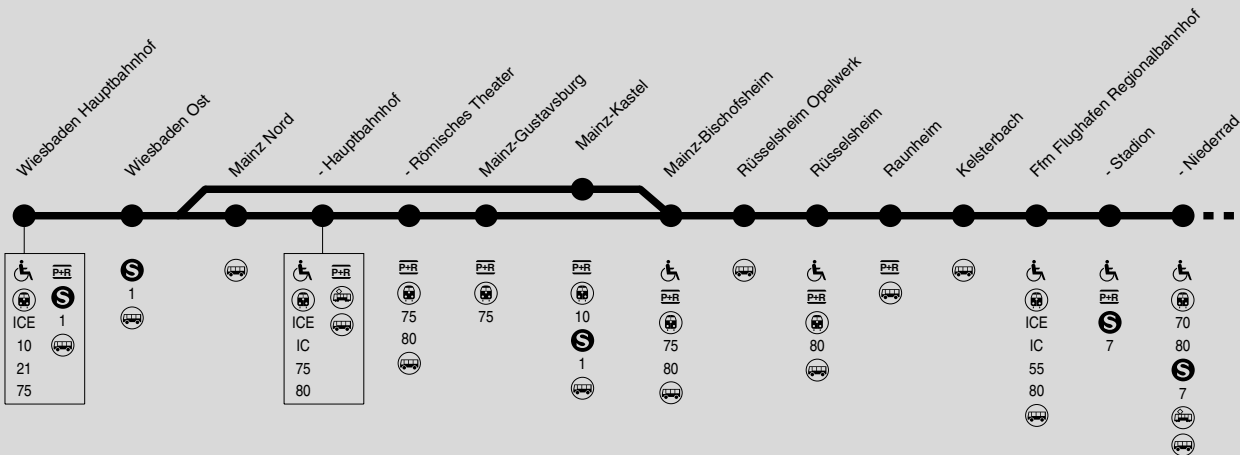 Wiesbaden Hauptbahnhof
Wiesbaden Ost
Mainz Nord
- Hauptbahnhof
- Römisches Theater
Mainz-Gustavsburg
Mainz-Kastel
Mainz-Bischofsheim
Rüsselsheim Opelwerk
Rüsselsheim
Raunheim
Kelsterbach
Ffm Flughafen Regionalbahnhof
- Stadion
- Niederrad
ICE
10
21
75
P+R
S
1
S
1
ICE
IC
75
80
P+R
P+R
75
80
P+R
75
P+R
10
S
1
P+R
75
80
P+R
80
P+R
ICE
IC
55
80
P+R
S
7
70
80
S
7